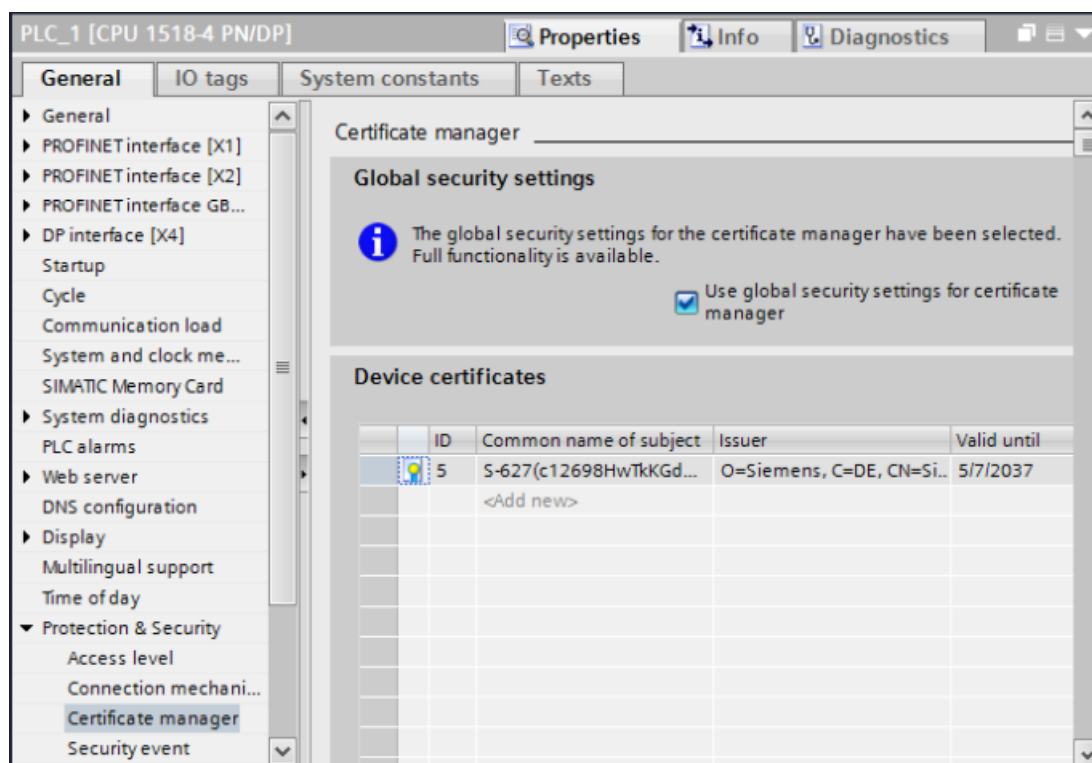 PLC_1 [CPU 1518-4 PN/DP]
Properties
Info
Diagnostics
General
IO tags
System constants
Texts
General
PROFINET interface [X1]
PROFINET interface [X2]
PROFINET interface GB...
DP interface [X4]
Startup
Cycle
Communication load
System and clock me...
SIMATIC Memory Card
System diagnostics
PLC alarms
Web server
DNS configuration
Display
Multilingual support
Time of day
Protection & Security
Access level
Connection mechani...
Certificate manager
Security event
Certificate manager
Global security settings
The global security settings for the certificate manager have been selected.
Full functionality is available.
Use global security settings for certificate
manager
Device certificates
ID Common name of subject Issuer Valid until
5 S-627(c12698HwTkKGd... O=Siemens, C=DE, CN=Si.. 5/7/2037
<Add new>